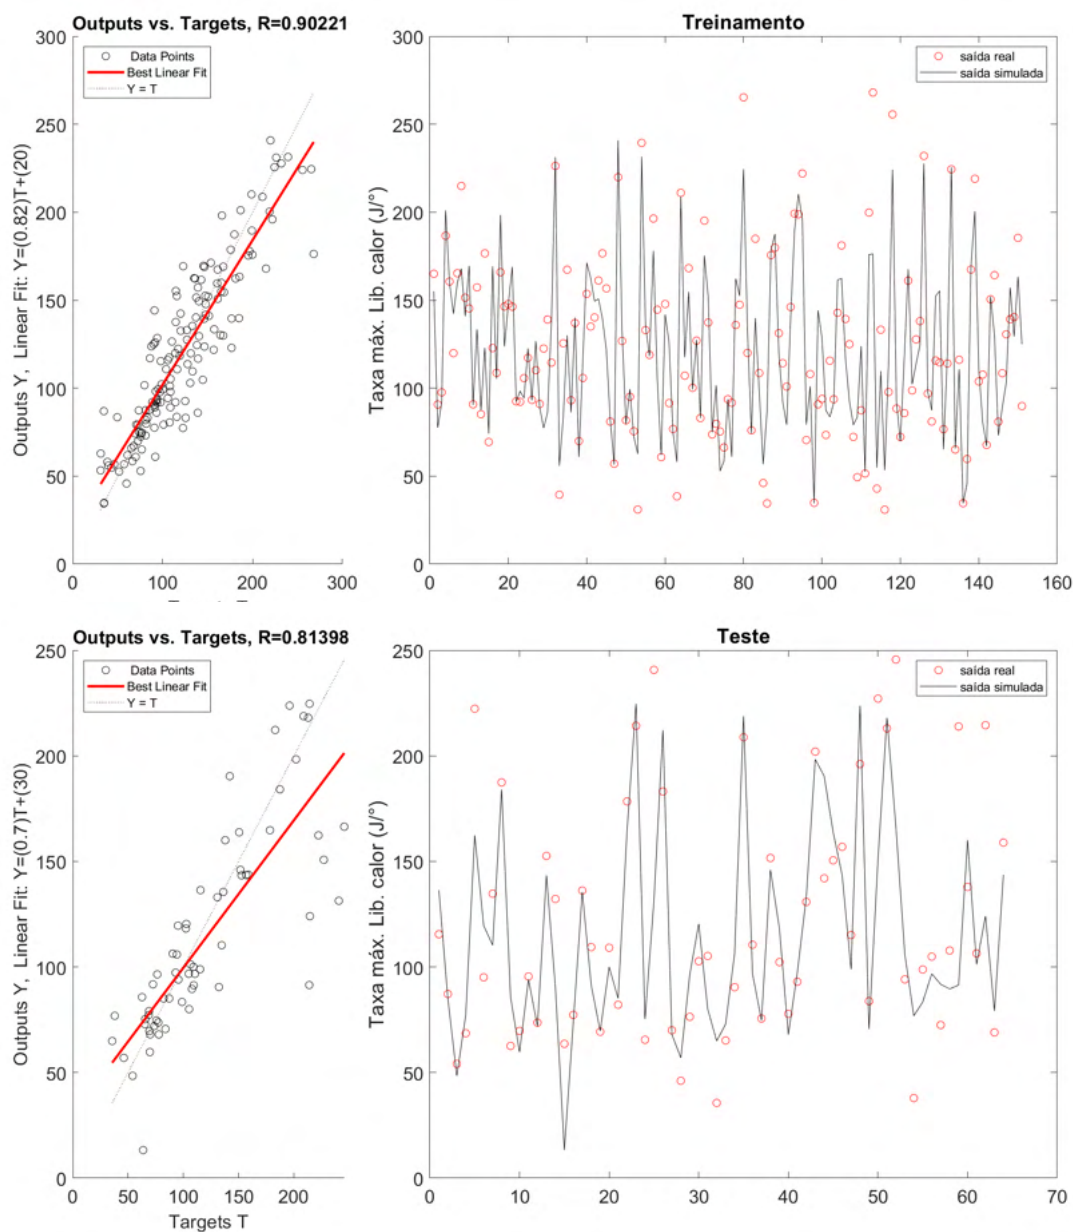 Outputs vs. Targets, R=0.90221
Data Points
Best Linear Fit
Y = T
Outputs Y, Linear Fit: Y=(0.82)T+(20)
300
250
200
150
100
50
0
0 100 200 300
Treinamento
saída real
saída simulada
Taxa máx. Lib. calor (J/°)
300
250
200
150
100
50
0
0 20 40 60 80 100 120 140 160
Outputs vs. Targets, R=0.81398
Data Points
Best Linear Fit
Y = T
Outputs Y, Linear Fit: Y=(0.7)T+(30)
250
200
150
100
50
0
50 100 150 200
Targets T
Teste
saída real
saída simulada
Taxa máx. Lib. calor (J/°)
250
200
150
100
50
0
0 10 20 30 40 50 60 70